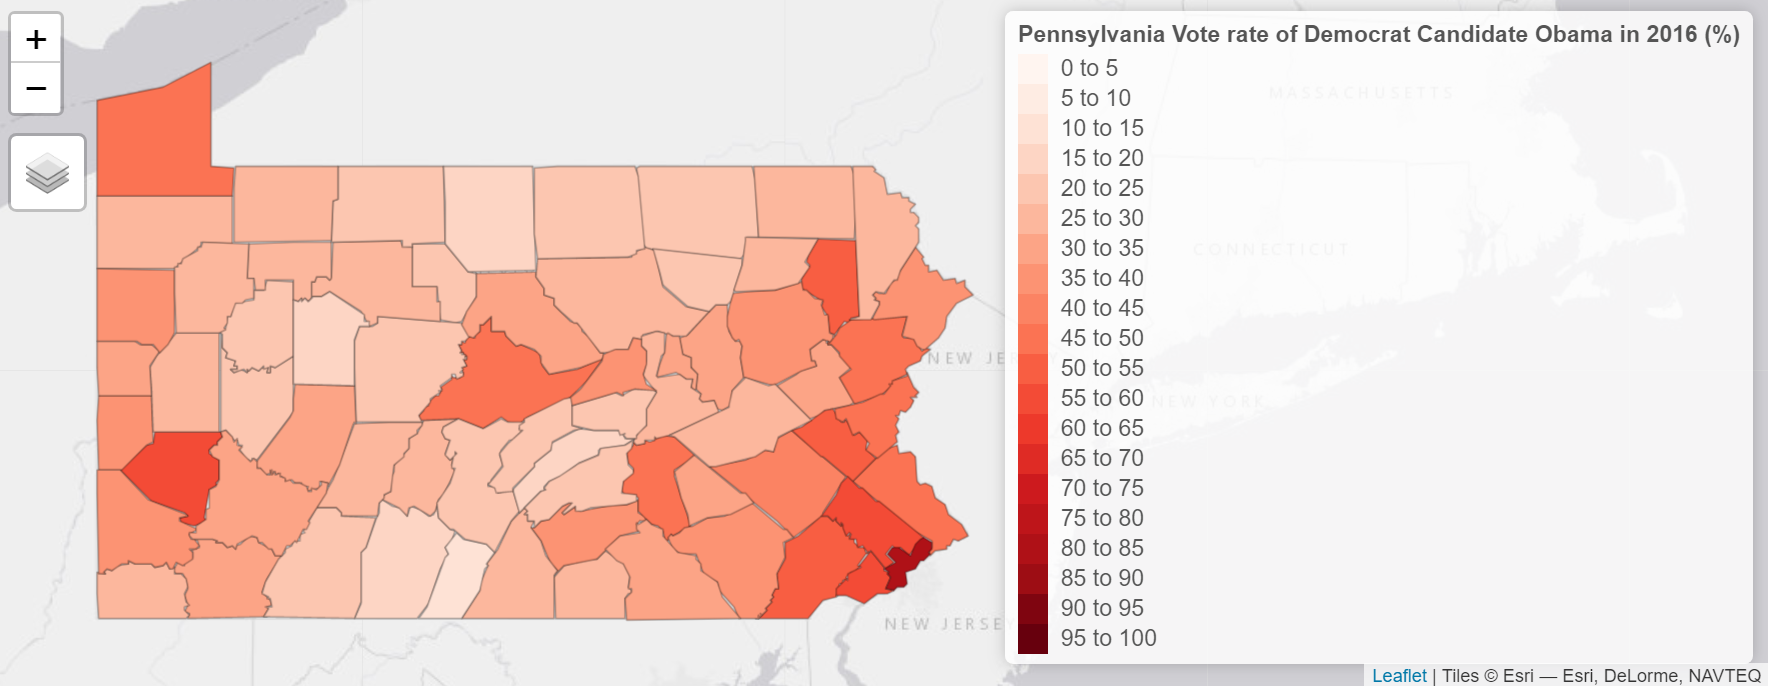 +
−
Pennsylvania Vote rate of Democrat Candidate Obama in 2016 (%)
0 to 5
5 to 10
10 to 15
15 to 20
20 to 25
25 to 30
30 to 35
35 to 40
40 to 45
45 to 50
50 to 55
55 to 60
60 to 65
65 to 70
70 to 75
75 to 80
80 to 85
85 to 90
90 to 95
95 to 100
MASSACHUSETTS
CONNECTICUT
NEW JERSEY
NEW YORK
NEW JERSEY
Leaflet | Tiles © Esri — Esri, DeLorme, NAVTEQ